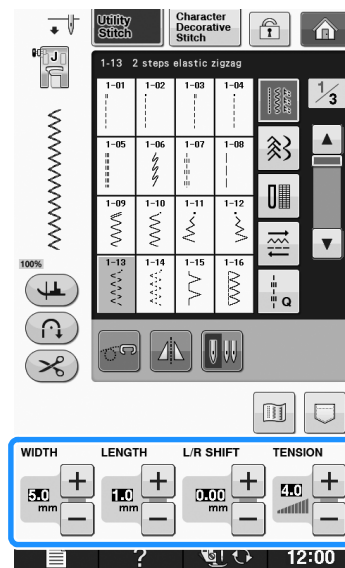 Utility
Stitch
Character
Decorative
Stitch
J
1-13 2 steps elastic zigzag
1-01 1-02 1-03 1-04
1/3
1-05 1-06 1-07 1-08
1-09 1-10 1-11 1-12
100%
1-13 1-14 1-15 1-16
Q
WIDTH LENGTH L/R SHIFT TENSION
5.0 mm + − 1.0 mm + − 0.00 mm + − 4.0 + −
? 12:00